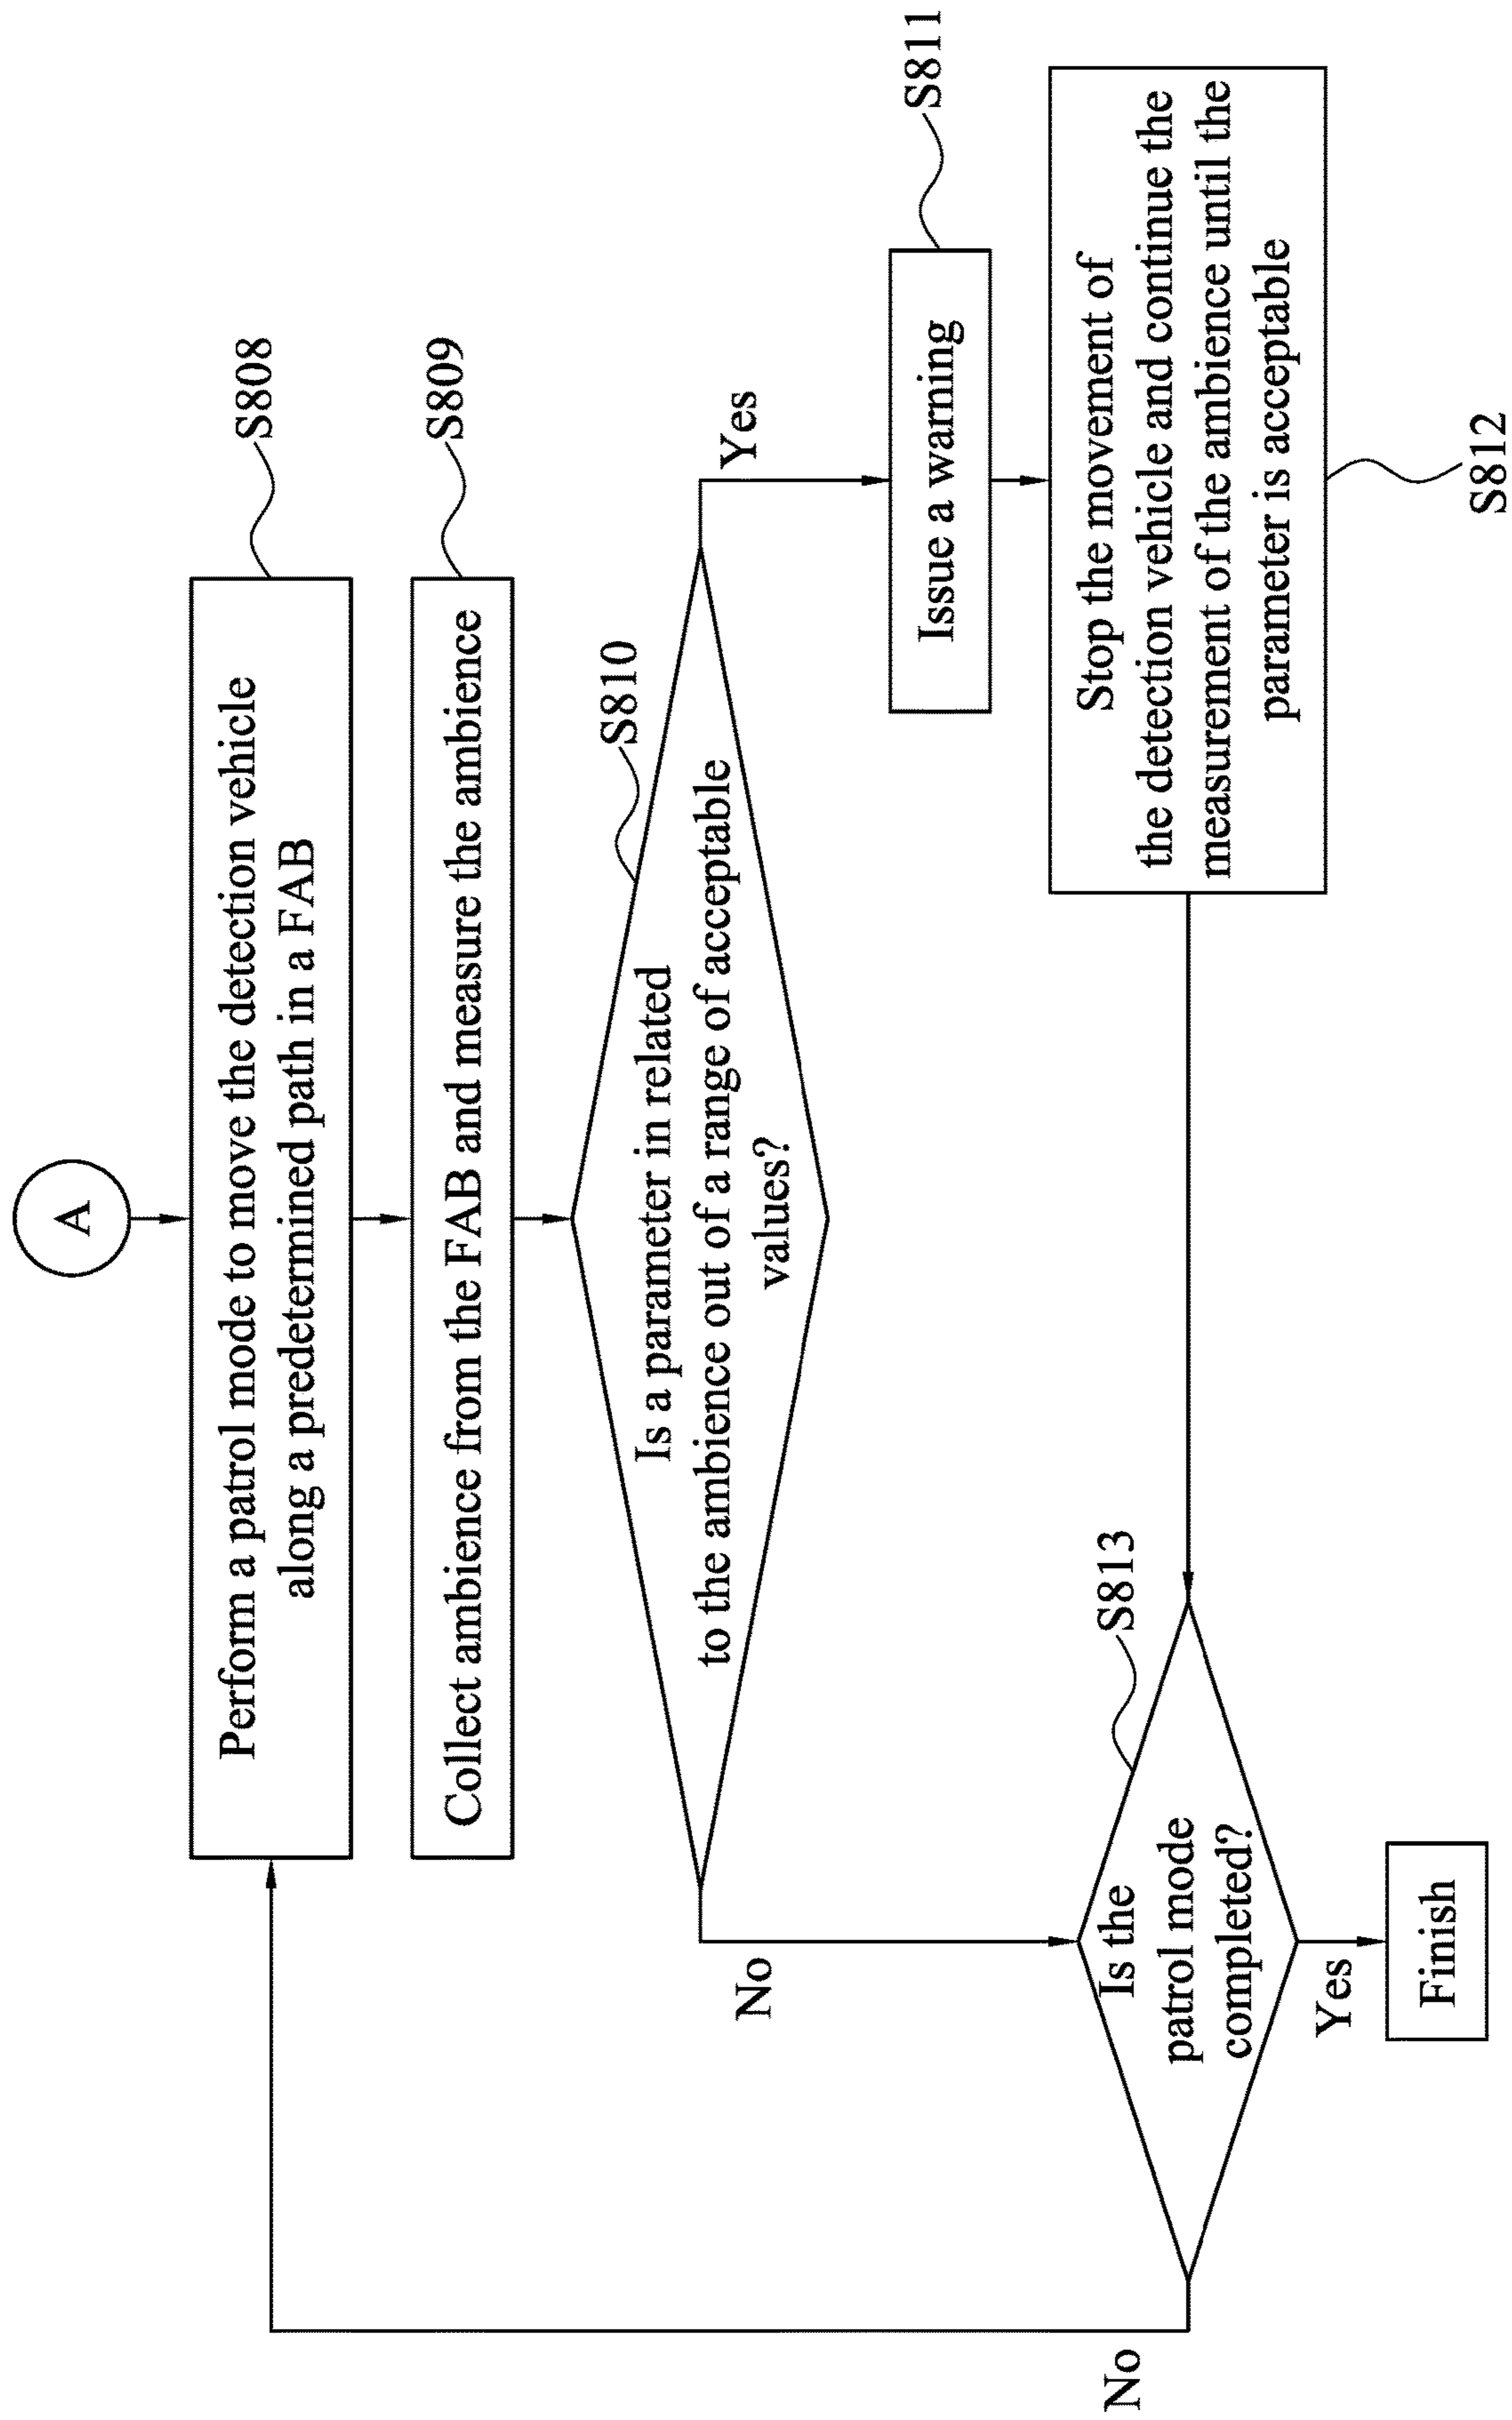 A
Perform a patrol mode to move the detection vehicle
along a predetermined path in a FAB
S808
Collect ambience from the FAB and measure the ambience
S809
S810
Is a parameter in related
to the ambience out of a range of acceptable
values?
Yes
No
Issue a warning
S811
Stop the movement of
the detection vehicle and continue the
measurement of the ambience until the
parameter is acceptable
S812
S813
Is the
patrol mode
completed?
No
Yes
Finish